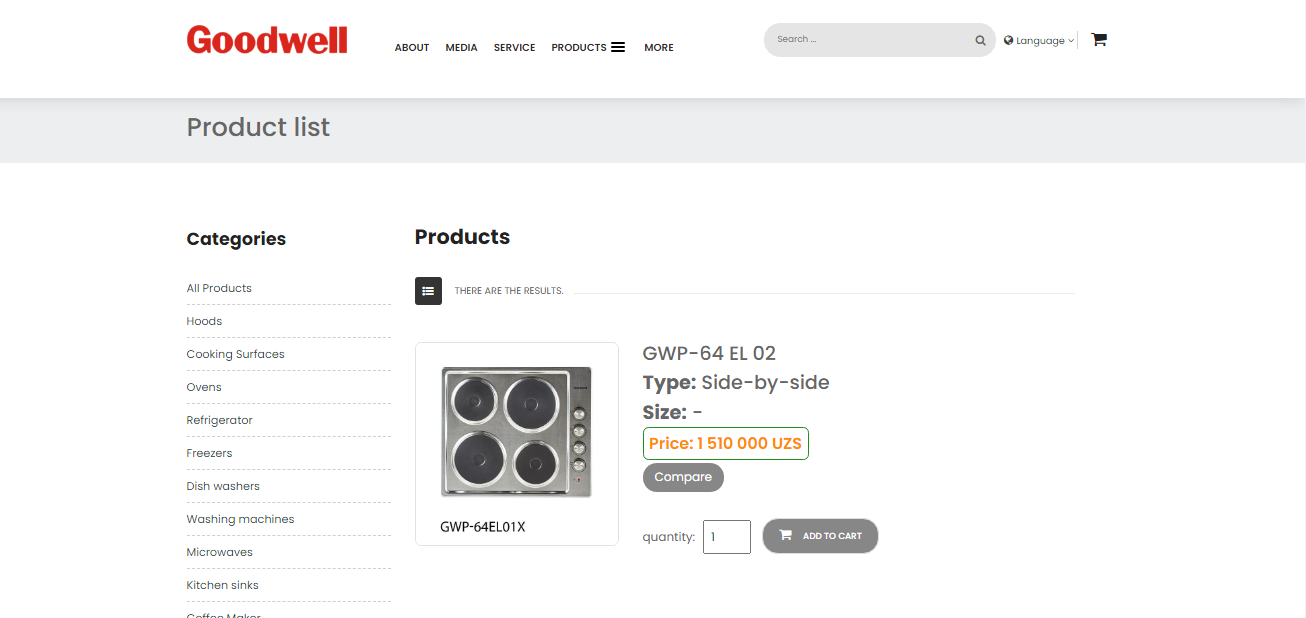 Goodwell
ABOUT MEDIA SERVICE PRODUCTS MORE
Search ...
Language
Product list
Categories
All Products
Hoods
Cooking Surfaces
Ovens
Refrigerator
Freezers
Dish washers
Washing machines
Microwaves
Kitchen sinks
Coffee Maker
Products
THERE ARE THE RESULTS.
GWP-64EL01X
GWP-64 EL 02
Type: Side-by-side
Size: -
Price: 1 510 000 UZS
Compare
quantity: 1 ADD TO CART